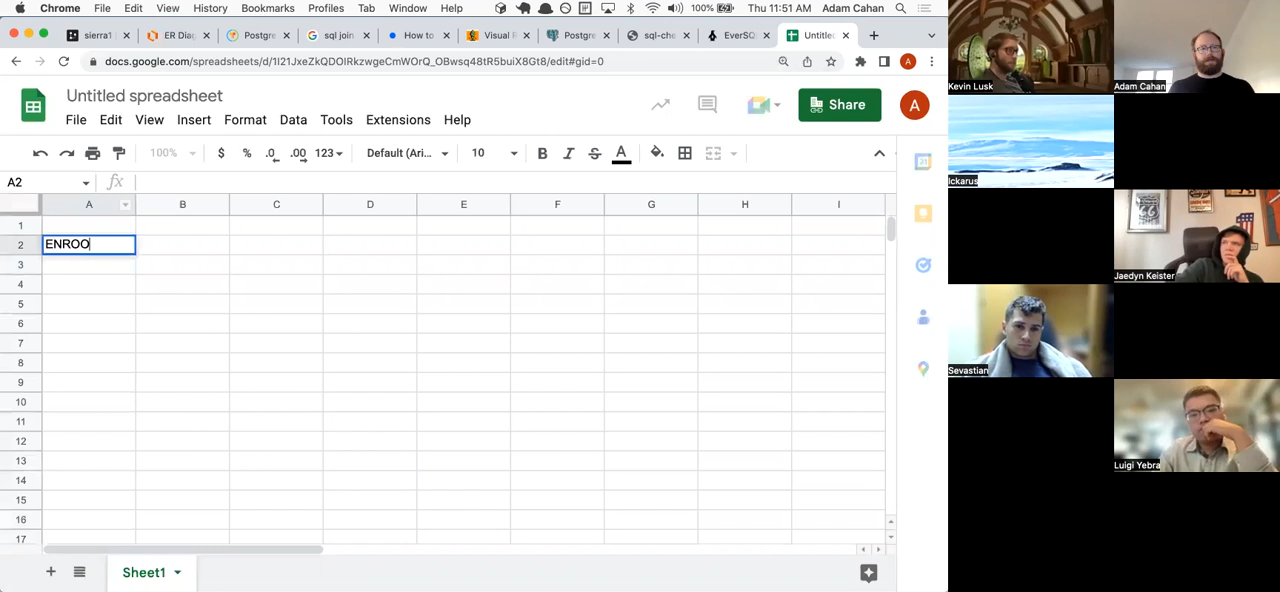 Chrome File Edit View History Bookmarks Profiles Tab Window Help 100% Thu 11:51 AM Adam Cahan
sierra1 ER Diag Postgre sql join How to Visual R Postgre sql-che EverSQ Untitle
docs.google.com/spreadsheets/d/1l21JxeZkQDOlRkzwgeCmWOrQ_OBwsq48tR5balX8Gt8/edit#gid=0
A
Untitled spreadsheet
File Edit View Insert Format Data Tools Extensions Help
Share
A
100% $ % .0 .00 123 Default (Ari... 10 B I S A
A2 fx
A B C D E F G H I
1
2 ENROO
3
4
5
6
7
8
9
10
11
12
13
14
15
16
17
Sheet1
31
Kevin Lusk
Adam Cahan
Ickarus
66
Jaedyn Keister
Sevastian
Luigi Yebra